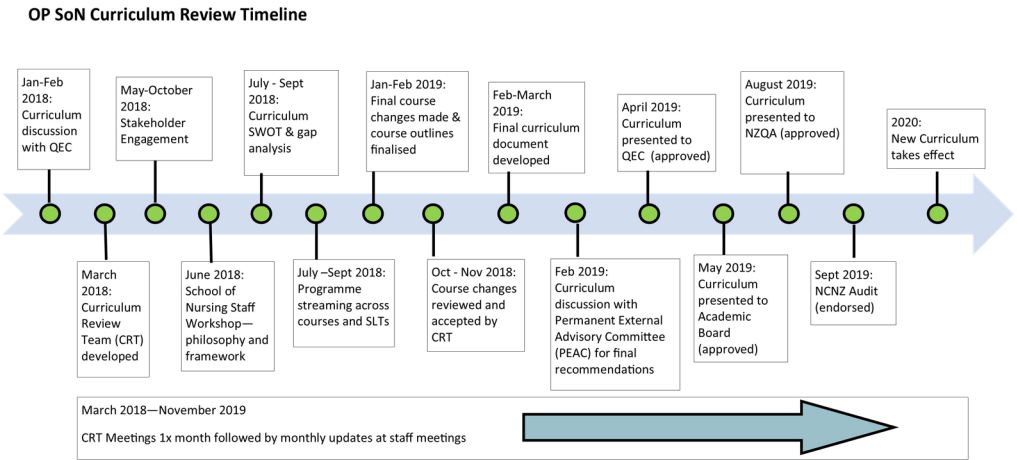 OP SoN Curriculum Review Timeline
Jan-Feb
2018:
Curriculum
discussion
with QEC
May-October
2018:
Stakeholder
Engagement
July - Sept
2018:
Curriculum
SWOT & gap
analysis
Jan-Feb 2019:
Final course
changes made &
course outlines
finalised
Feb-March
2019:
Final curriculum
document
developed
April 2019:
Curriculum
presented to
QEC (approved)
August 2019:
Curriculum
presented to
NZQA (approved)
2020:
New Curriculum
takes effect
March
2018:
Curriculum
Review
Team (CRT)
developed
June 2018:
School of
Nursing Staff
Workshop—
philosophy and
framework
July –Sept 2018:
Programme
streaming across
courses and SLTs
Oct - Nov 2018:
Course changes
reviewed and
accepted by
CRT
Feb 2019:
Curriculum
discussion with
Permanent External
Advisory Committee
(PEAC) for final
recommendations
May 2019:
Curriculum
presented to
Academic
Board
(approved)
Sept 2019:
NCNZ Audit
(endorsed)
March 2018—November 2019
CRT Meetings 1x month followed by monthly updates at staff meetings